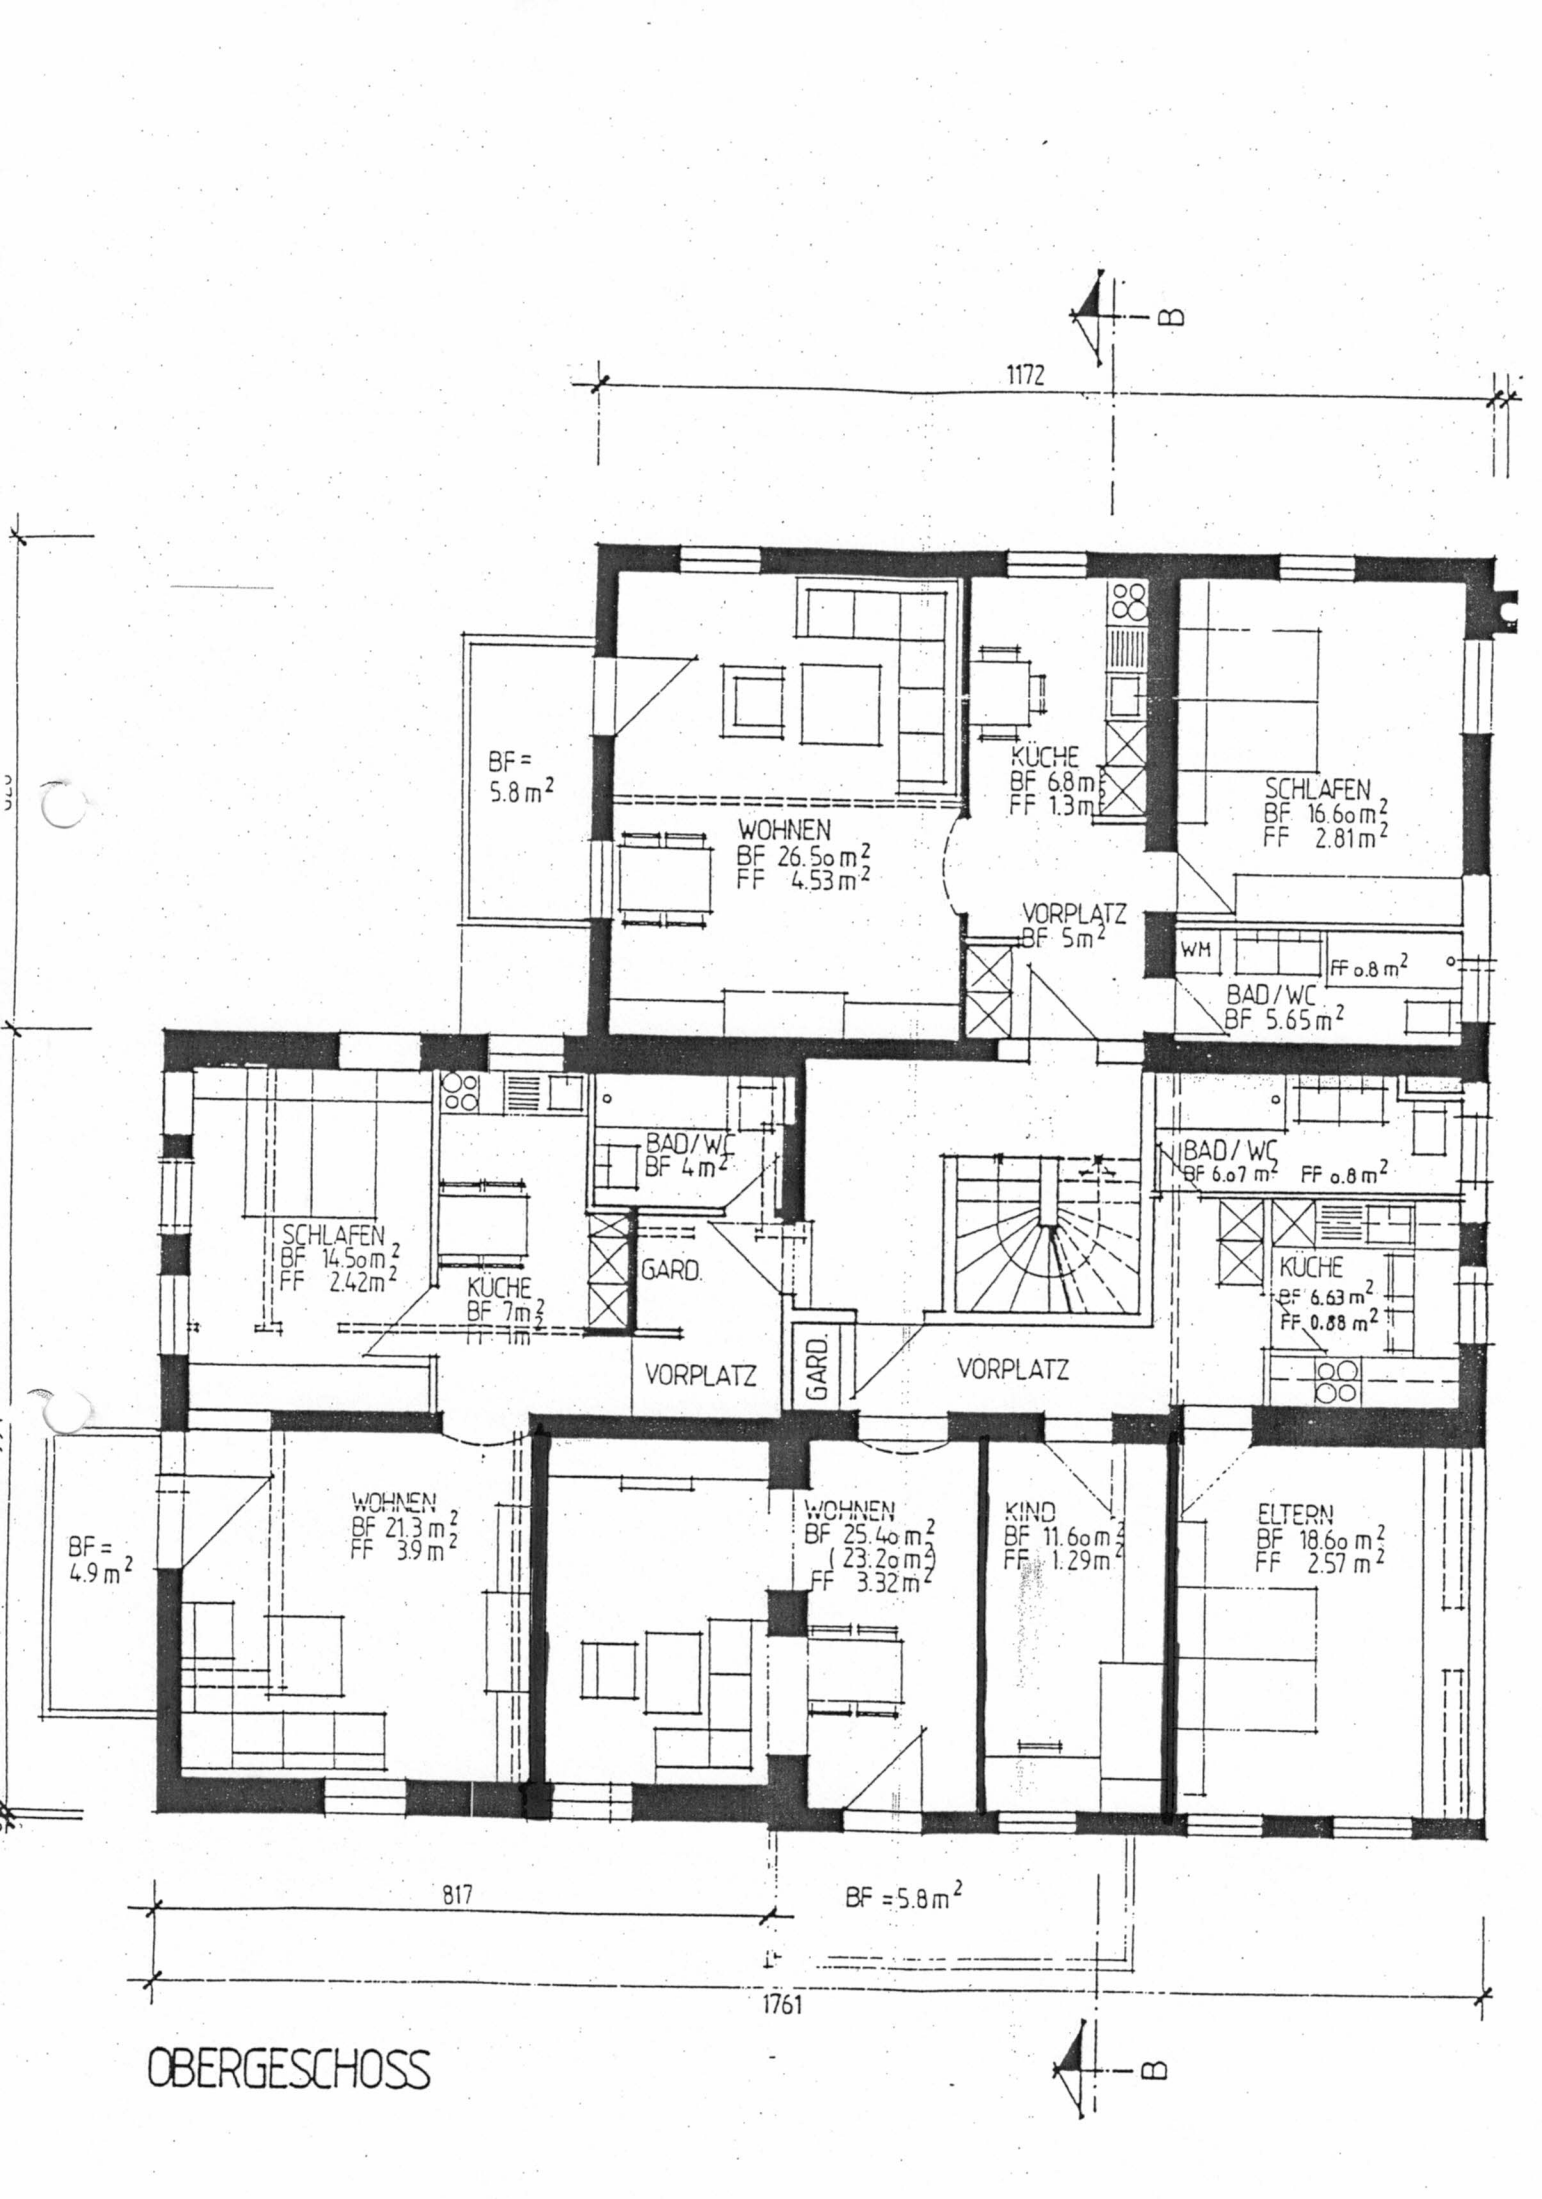 B
1172
BF =
5.8 m²
KÜCHE
BF 6.8 m
FF 1.3 m
SCHLAFEN
BF 16.60 m²
FF 2.81 m²
WOHNEN
BF 26.50 m²
FF 4.53 m²
VORPLATZ
BF 5 m²
WM
FF 0.8 m²
BAD/WC
BF 5.65 m²
BAD/WC
BF 4 m²
BAD/WC
BF 6.07 m² FF 0.8 m²
SCHLAFEN
BF 14.50 m²
FF 2.42 m²
GARD.
KÜCHE
BF 7 m²
KÜCHE
BF 6.63 m²
FF 0.88 m²
VORPLATZ
GARD.
VORPLATZ
WOHNEN
BF 21.3 m²
FF 3.9 m²
WOHNEN
BF 25.40 m²
(23.20 m²)
FF 3.32 m²
KIND
BF 11.60 m²
FF 1.29 m²
ELTERN
BF 18.60 m²
FF 2.57 m²
BF =
4.9 m²
817
BF = 5.8 m²
1761
OBERGESCHOSS
B